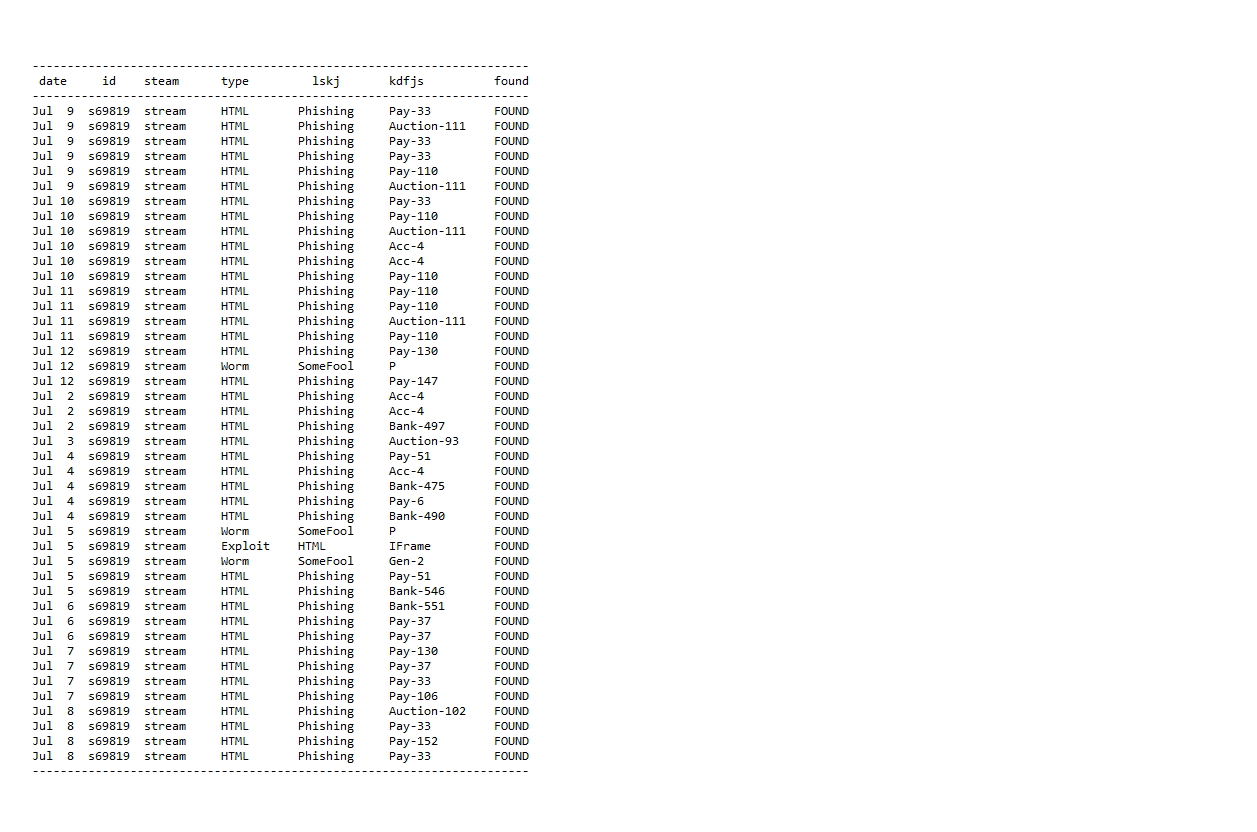 -----------------------------------------------------------------------
 date     id    steam      type         lskj       kdfjs          found
-----------------------------------------------------------------------
Jul  9  s69819  stream     HTML       Phishing     Pay-33         FOUND
Jul  9  s69819  stream     HTML       Phishing     Auction-111    FOUND
Jul  9  s69819  stream     HTML       Phishing     Pay-33         FOUND
Jul  9  s69819  stream     HTML       Phishing     Pay-33         FOUND
Jul  9  s69819  stream     HTML       Phishing     Pay-110        FOUND
Jul  9  s69819  stream     HTML       Phishing     Auction-111    FOUND
Jul 10  s69819  stream     HTML       Phishing     Pay-33         FOUND
Jul 10  s69819  stream     HTML       Phishing     Pay-110        FOUND
Jul 10  s69819  stream     HTML       Phishing     Auction-111    FOUND
Jul 10  s69819  stream     HTML       Phishing     Acc-4          FOUND
Jul 10  s69819  stream     HTML       Phishing     Acc-4          FOUND
Jul 10  s69819  stream     HTML       Phishing     Pay-110        FOUND
Jul 11  s69819  stream     HTML       Phishing     Pay-110        FOUND
Jul 11  s69819  stream     HTML       Phishing     Pay-110        FOUND
Jul 11  s69819  stream     HTML       Phishing     Auction-111    FOUND
Jul 11  s69819  stream     HTML       Phishing     Pay-110        FOUND
Jul 12  s69819  stream     HTML       Phishing     Pay-130        FOUND
Jul 12  s69819  stream     Worm       SomeFool     P              FOUND
Jul 12  s69819  stream     HTML       Phishing     Pay-147        FOUND
Jul  2  s69819  stream     HTML       Phishing     Acc-4          FOUND
Jul  2  s69819  stream     HTML       Phishing     Acc-4          FOUND
Jul  2  s69819  stream     HTML       Phishing     Bank-497       FOUND
Jul  3  s69819  stream     HTML       Phishing     Auction-93     FOUND
Jul  4  s69819  stream     HTML       Phishing     Pay-51         FOUND
Jul  4  s69819  stream     HTML       Phishing     Acc-4          FOUND
Jul  4  s69819  stream     HTML       Phishing     Bank-475       FOUND
Jul  4  s69819  stream     HTML       Phishing     Pay-6          FOUND
Jul  4  s69819  stream     HTML       Phishing     Bank-490       FOUND
Jul  5  s69819  stream     Worm       SomeFool     P              FOUND
Jul  5  s69819  stream     Exploit    HTML         IFrame         FOUND
Jul  5  s69819  stream     Worm       SomeFool     Gen-2          FOUND
Jul  5  s69819  stream     HTML       Phishing     Pay-51         FOUND
Jul  5  s69819  stream     HTML       Phishing     Bank-546       FOUND
Jul  6  s69819  stream     HTML       Phishing     Bank-551       FOUND
Jul  6  s69819  stream     HTML       Phishing     Pay-37         FOUND
Jul  6  s69819  stream     HTML       Phishing     Pay-37         FOUND
Jul  7  s69819  stream     HTML       Phishing     Pay-130        FOUND
Jul  7  s69819  stream     HTML       Phishing     Pay-37         FOUND
Jul  7  s69819  stream     HTML       Phishing     Pay-33         FOUND
Jul  7  s69819  stream     HTML       Phishing     Pay-106        FOUND
Jul  8  s69819  stream     HTML       Phishing     Auction-102    FOUND
Jul  8  s69819  stream     HTML       Phishing     Pay-33         FOUND
Jul  8  s69819  stream     HTML       Phishing     Pay-152        FOUND
Jul  8  s69819  stream     HTML       Phishing     Pay-33         FOUND
-----------------------------------------------------------------------